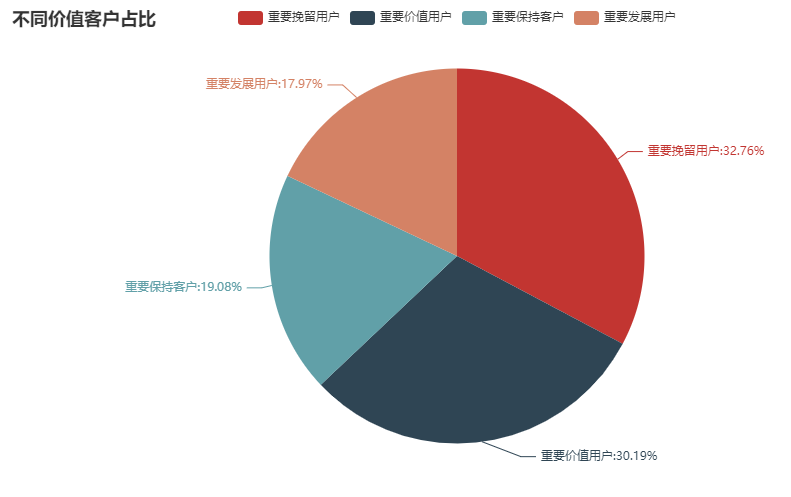 不同价值客户占比
重要挽留用户
重要价值用户
重要保持客户
重要发展用户
重要发展用户:17.97%
重要挽留用户:32.76%
重要保持客户:19.08%
重要价值用户:30.19%